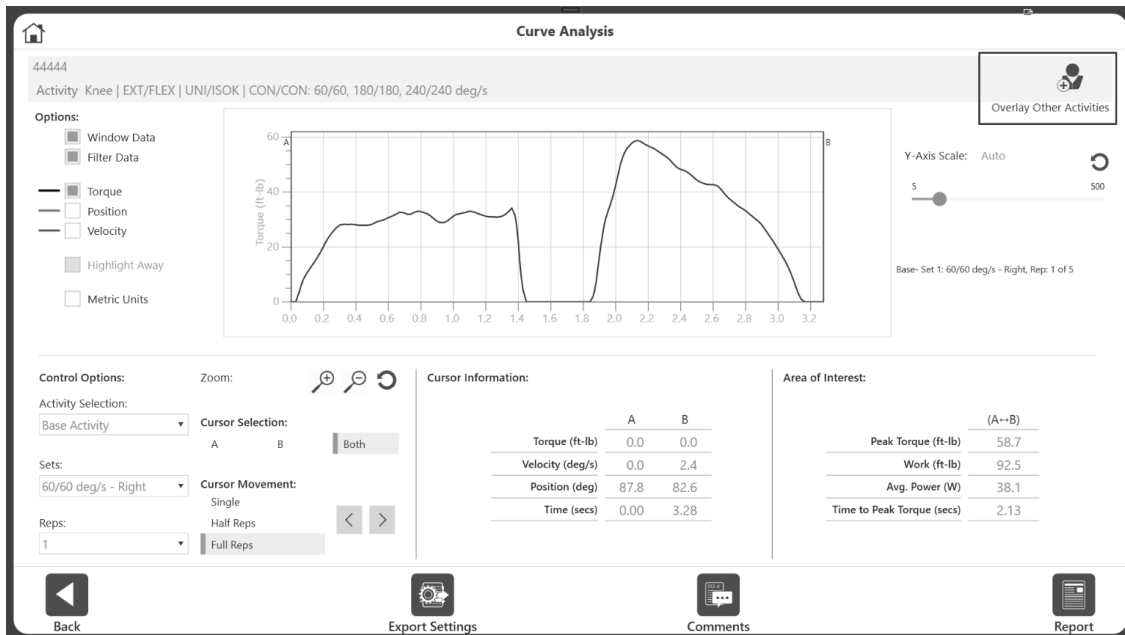 Curve Analysis
44444
Activity Knee | EXT/FLEX | UNI/ISOK | CON/CON: 60/60, 180/180, 240/240 deg/s
Overlay Other Activities
Options:
Window Data
Filter Data
Torque
Position
Velocity
Highlight Away
Metric Units
Torque (ft-lb)
60
40
20
0
A
B
0.0 0.2 0.4 0.6 0.8 1.0 1.2 1.4 1.6 1.8 2.0 2.2 2.4 2.6 2.8 3.0 3.2
Y-Axis Scale: Auto
5 500
Base- Set 1: 60/60 deg/s - Right, Rep: 1 of 5
Control Options:
Activity Selection:
Base Activity
Sets:
60/60 deg/s - Right
Reps:
1
Zoom:
Cursor Selection:
A B Both
Cursor Movement:
Single
Half Reps
Full Reps
Cursor Information:
A B
Torque (ft-lb) 0.0 0.0
Velocity (deg/s) 0.0 2.4
Position (deg) 87.8 82.6
Time (secs) 0.00 3.28
Area of Interest:
(A↔B)
Peak Torque (ft-lb) 58.7
Work (ft-lb) 92.5
Avg. Power (W) 38.1
Time to Peak Torque (secs) 2.13
Back
Export Settings
Comments
Report